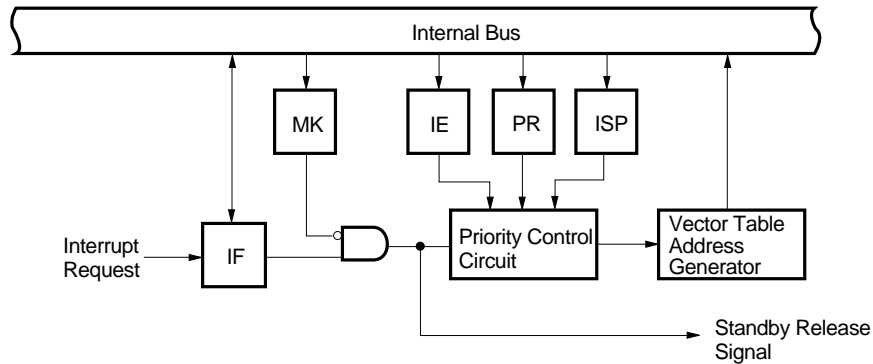 Internal Bus
MK
IE
PR
ISP
Interrupt
Request
IF
Priority Control
Circuit
Vector Table
Address
Generator
Standby Release
Signal